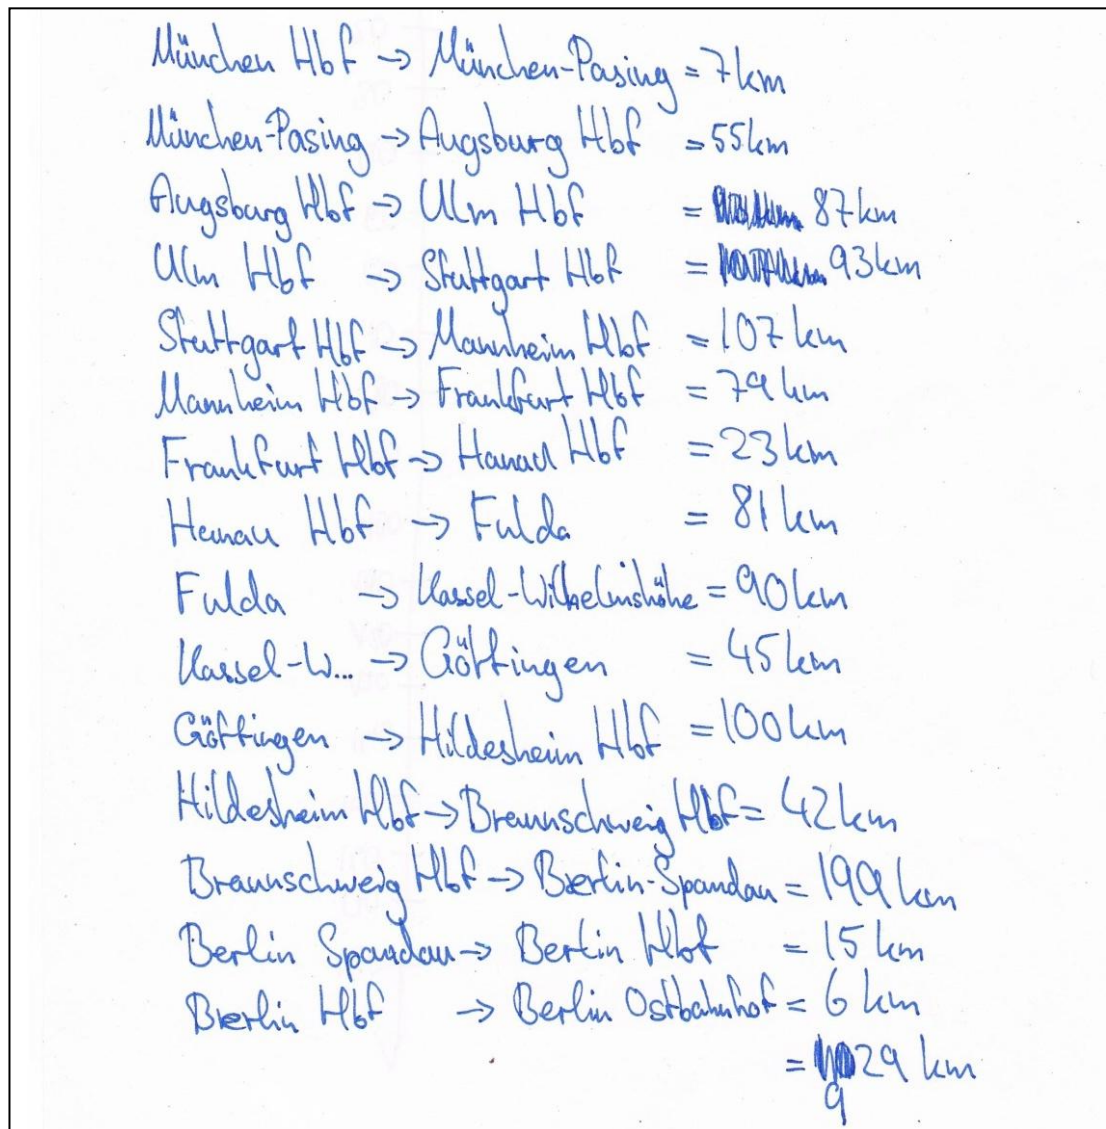 München Hbf → München-Pasing = 7km
München-Pasing → Augsburg Hbf = 55km
Augsburg Hbf → Ulm Hbf = 87km
Ulm Hbf → Stuttgart Hbf = 93km
Stuttgart Hbf → Mannheim Hbf = 107 km
Mannheim Hbf → Frankfurt Hbf = 79 km
Frankfurt Hbf → Hanau Hbf = 23 km
Hanau Hbf → Fulda = 81 km
Fulda → Kassel-Wilhelmshöhe = 90 km
Kassel-W... → Göttingen = 45 km
Göttingen → Hildesheim Hbf = 100 km
Hildesheim Hbf → Braunschweig Hbf = 42 km
Braunschweig Hbf → Berlin-Spandau = 199 km
Berlin Spandau → Berlin Hbf = 15 km
Berlin Hbf → Berlin Ostbahnhof = 6 km
= 29 km
9